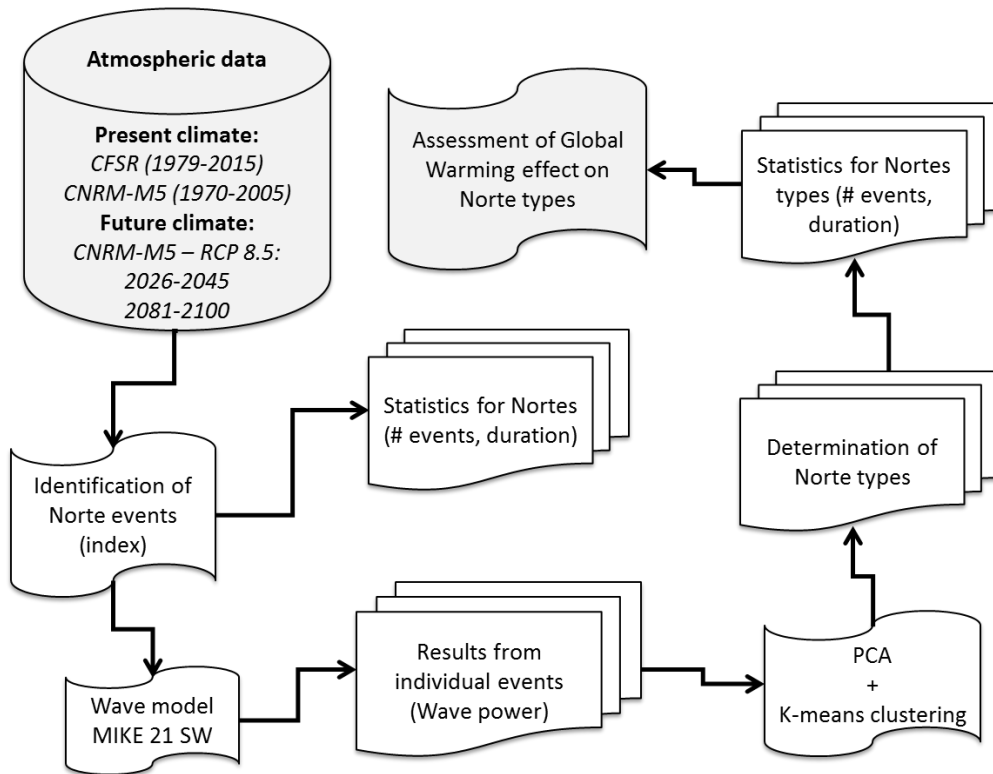 Atmospheric data
Present climate:
CFSR (1979-2015)
CNRM-M5 (1970-2005)
Future climate:
CNRM-M5 – RCP 8.5:
2026-2045
2081-2100
Assessment of Global
Warming effect on
Norte types
Statistics for Nortes
types (# events,
duration)
Statistics for Nortes
(# events, duration)
Determination of
Norte types
Identification of
Norte events
(index)
Wave model
MIKE 21 SW
Results from
individual events
(Wave power)
PCA
+
K-means clustering